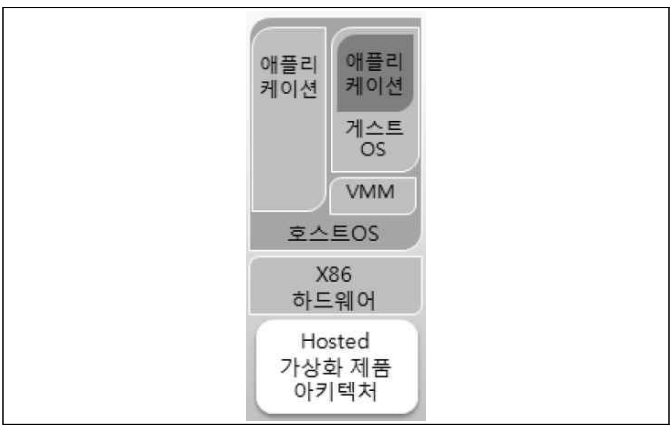 애플리
케이션
애플리
케이션
게스트
OS
VMM
호스트OS
X86
하드웨어
Hosted
가상화 제품
아키텍처